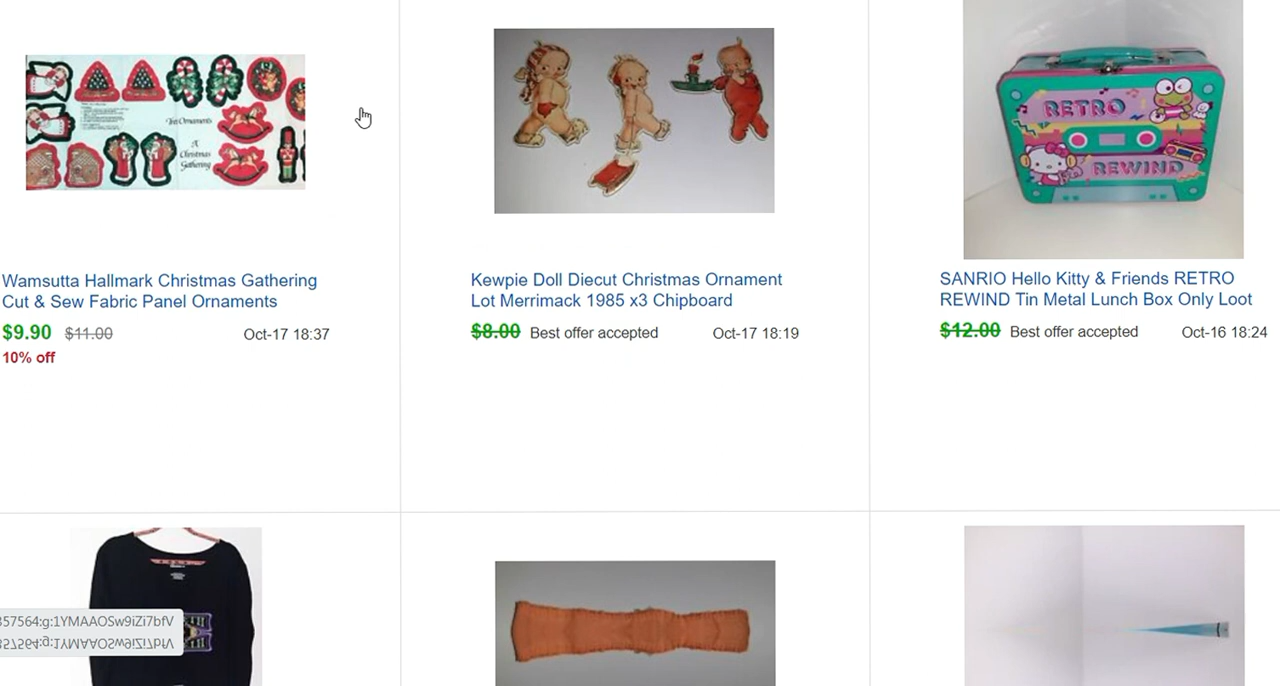 Tree Ornaments
A
Christmas
Gathering
RETRO
REWIND
Wamsutta Hallmark Christmas Gathering
Cut & Sew Fabric Panel Ornaments
$9.90 $11.00 Oct-17 18:37
10% off
Kewpie Doll Diecut Christmas Ornament
Lot Merrimack 1985 x3 Chipboard
$8.00 Best offer accepted Oct-17 18:19
SANRIO Hello Kitty & Friends RETRO
REWIND Tin Metal Lunch Box Only Loot
$12.00 Best offer accepted Oct-16 18:24
357564:g:1YMAAOSw9iZi7bfV